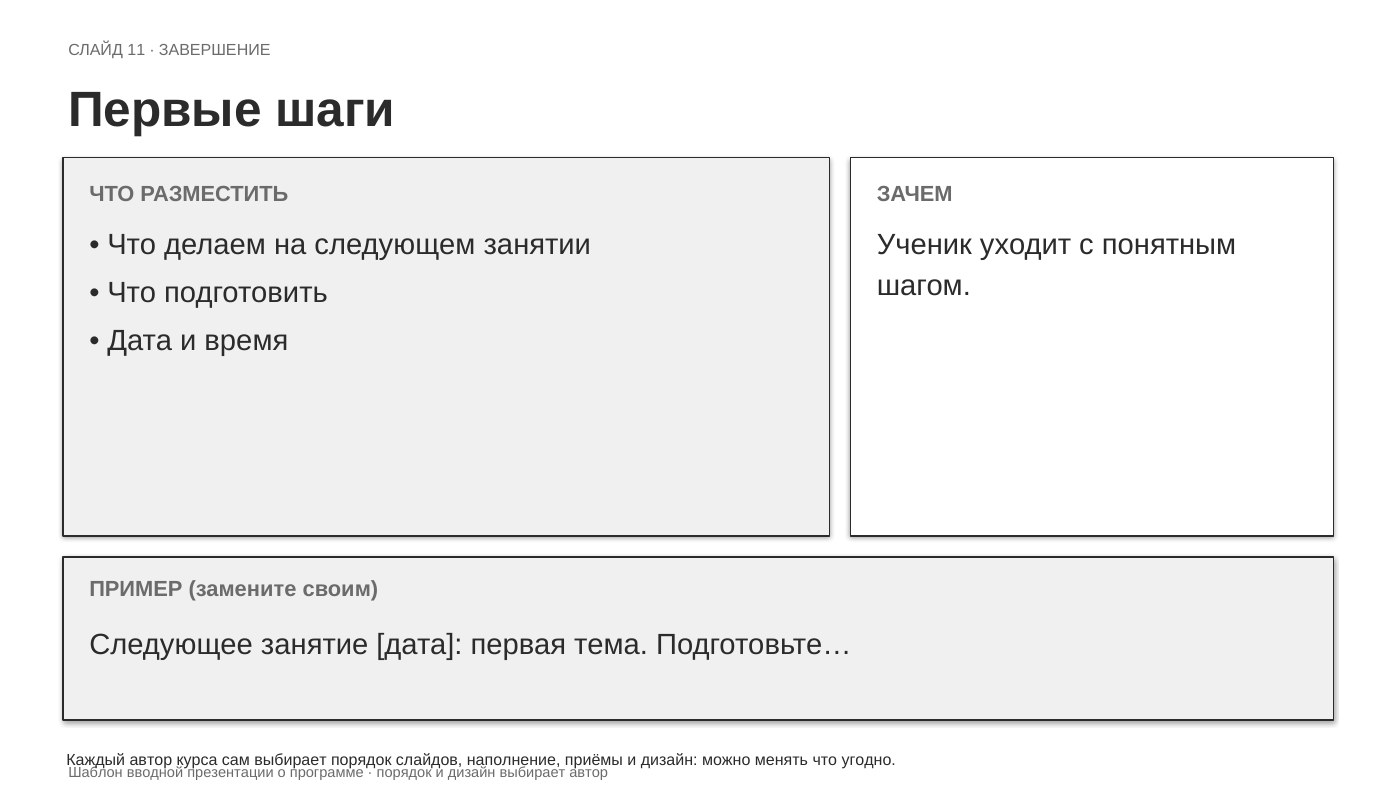 СЛАЙД 11 · ЗАВЕРШЕНИЕ
Первые шаги
ЧТО РАЗМЕСТИТЬ
• Что делаем на следующем занятии
• Что подготовить
• Дата и время
ЗАЧЕМ
Ученик уходит с понятным
шагом.
ПРИМЕР (замените своим)
Следующее занятие [дата]: первая тема. Подготовьте…
Каждый автор курса сам выбирает порядок слайдов, наполнение, приёмы и дизайн: можно менять что угодно.
Шаблон вводной презентации о программе · порядок и дизайн выбирает автор